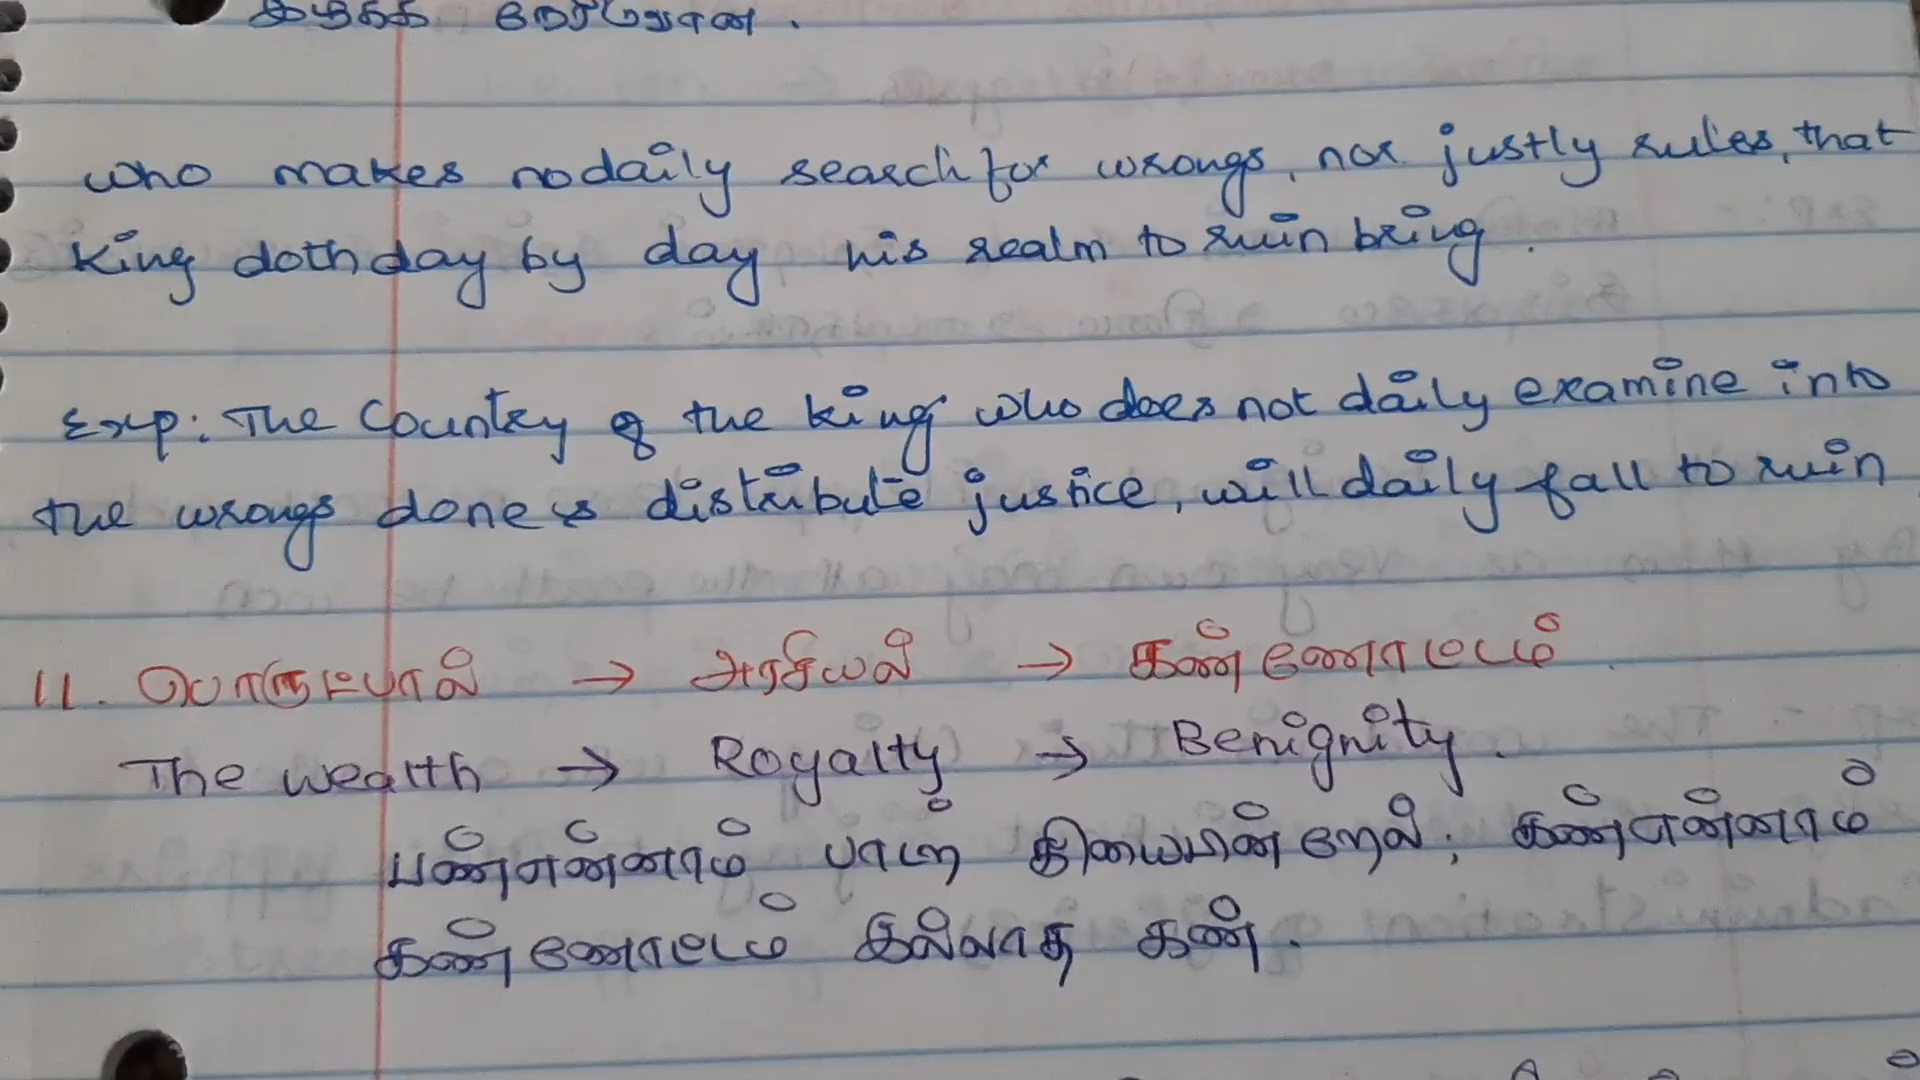 who makes no daily search for wrongs, nor justly rules, that
king doth day by day his realm to ruin bring.
Exp: The Country of the king who does not daily examine into
the wrongs done & distribute justice, will daily fall to ruin
11. பொருட்பால் → அரசியல் → கண்ணோட்டம்.
The wealth → Royalty → Benignity.
பண்என்னாம் பாடற் கியைபின்றேல்; கண்என்னாம்
கண்ணோட்டம் இல்லாத கண்.